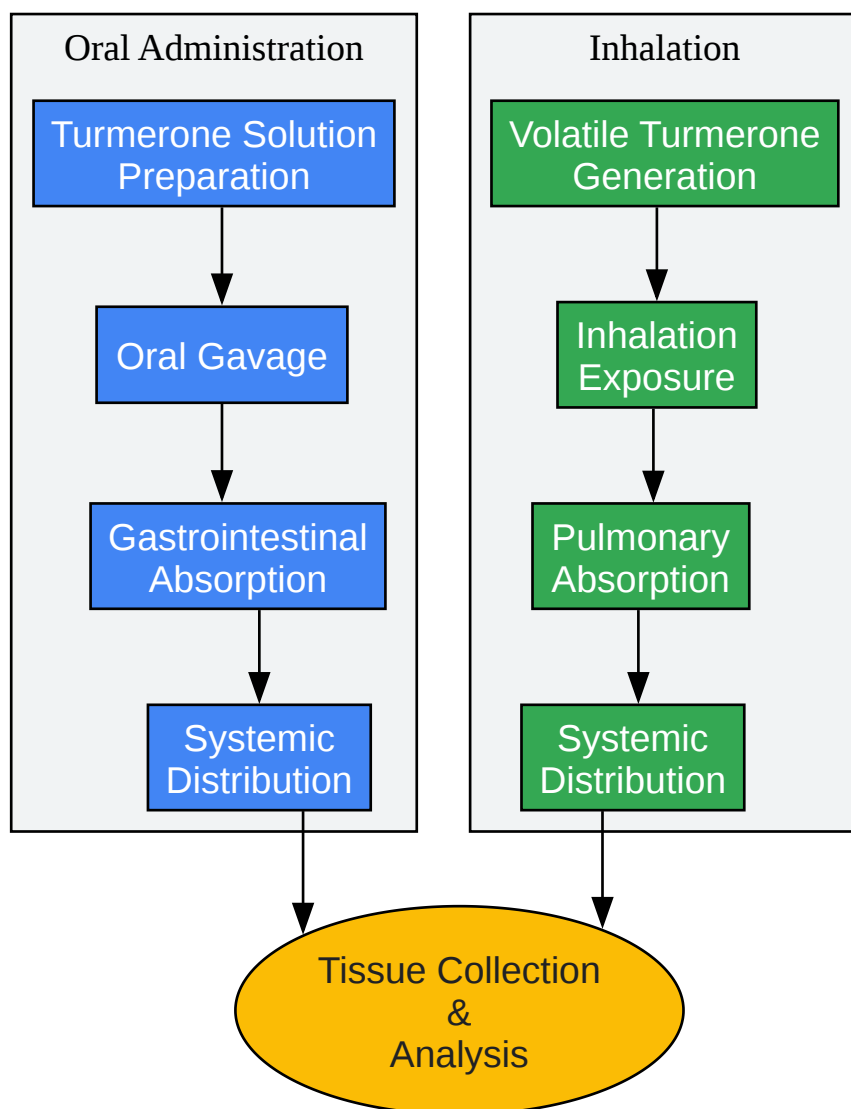 Oral Administration
Turmerone Solution
Preparation
Oral Gavage
Gastrointestinal
Absorption
Systemic
Distribution
Inhalation
Volatile Turmerone
Generation
Inhalation
Exposure
Pulmonary
Absorption
Systemic
Distribution
Tissue Collection
&
Analysis